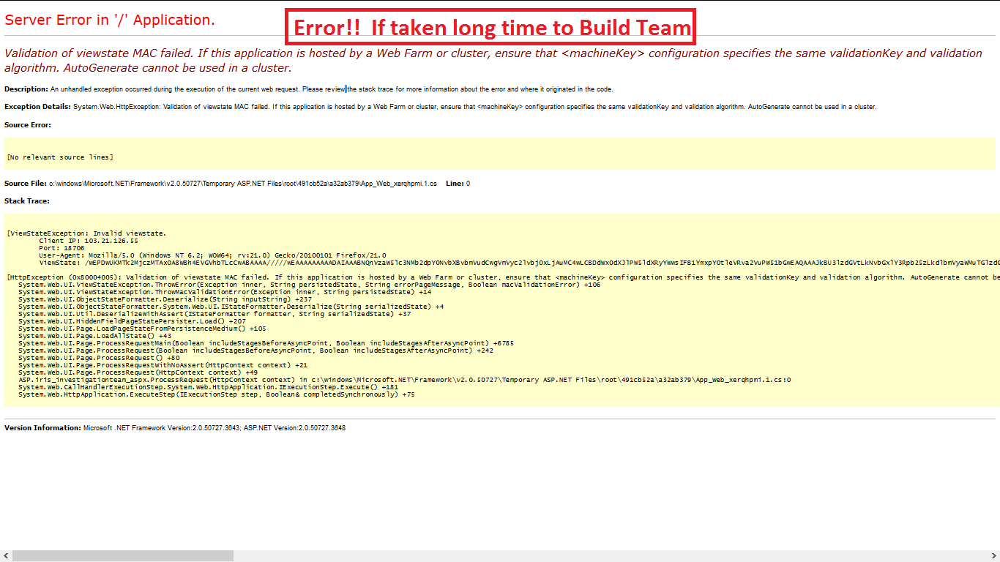 Server Error in '/' Application.
Error!! If taken long time to Build Team
Validation of viewstate MAC failed. If this application is hosted by a Web Farm or cluster, ensure that <machineKey> configuration specifies the same validationKey and validation
algorithm. AutoGenerate cannot be used in a cluster.
Description: An unhandled exception occurred during the execution of the current web request. Please review the stack trace for more information about the error and where it originated in the code.
Exception Details: System.Web.HttpException: Validation of viewstate MAC failed. If this application is hosted by a Web Farm or cluster, ensure that <machineKey> configuration specifies the same validationKey and validation algorithm. AutoGenerate cannot be used in a cluster.
Source Error:
[No relevant source lines]
Source File: c:\windows\Microsoft.NET\Framework\v2.0.50727\Temporary ASP.NET Files\root\491cb52a\a32ab379\App_Web_xerqhpmi.1.cs    Line: 0
Stack Trace:
[ViewStateException: Invalid viewstate.
Client IP: 103.21.126.55
Port: 18706
User-Agent: Mozilla/5.0 (Windows NT 6.2; WOW64; rv:21.0) Gecko/20100101 Firefox/21.0
ViewState:
[HttpException (0x80004005): Validation of viewstate MAC failed. If this application is hosted by a Web Farm or cluster, ensure that <machineKey> configuration specifies the same validationKey and validation algorithm. AutoGenerate cannot be
System.Web.UI.ViewStateException.ThrowError(Exception inner, String persistedState, String errorPageMessage, Boolean macValidationError) +106
System.Web.UI.ViewStateException.ThrowMacValidationError(Exception inner, String persistedState) +14
System.Web.UI.ObjectStateFormatter.Deserialize(String inputString) +237
System.Web.UI.ObjectStateFormatter.System.Web.UI.IStateFormatter.Deserialize(String serializedState) +4
System.Web.UI.Util.DeserializeWithAssert(IStateFormatter formatter, String serializedState) +37
System.Web.UI.HiddenFieldPageStatePersister.Load() +207
System.Web.UI.Page.LoadPageStateFromPersistenceMedium() +105
System.Web.UI.Page.LoadAllState() +43
System.Web.UI.Page.ProcessRequestMain(Boolean includeStagesBeforeAsyncPoint, Boolean includeStagesAfterAsyncPoint) +6785
System.Web.UI.Page.ProcessRequest(Boolean includeStagesBeforeAsyncPoint, Boolean includeStagesAfterAsyncPoint) +242
System.Web.UI.Page.ProcessRequest() +80
System.Web.UI.Page.ProcessRequestWithNoAssert(HttpContext context) +21
System.Web.UI.Page.ProcessRequest(HttpContext context) +49
ASP.iris_investigationteam_aspx.ProcessRequest(HttpContext context) in c:\windows\Microsoft.NET\Framework\v2.0.50727\Temporary ASP.NET Files\root\491cb52a\a32ab379\App_Web_xerqhpmi.1.cs:0
System.Web.CallHandlerExecutionStep.System.Web.HttpApplication.IExecutionStep.Execute() +181
System.Web.HttpApplication.ExecuteStep(IExecutionStep step, Boolean& completedSynchronously) +75
Version Information: Microsoft .NET Framework Version:2.0.50727.3643; ASP.NET Version:2.0.50727.3648